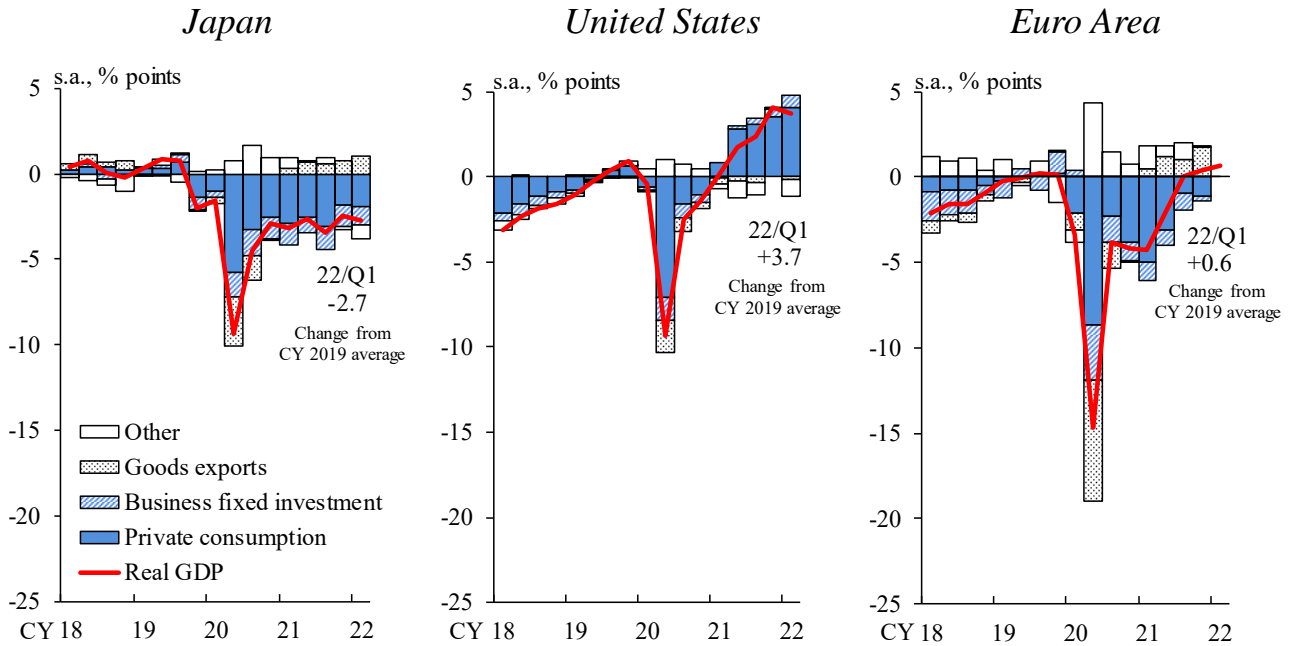 Japan
s.a., % points
5
0
-5
-10
-15
-20
-25
22/Q1
-2.7
Change from
CY 2019 average
Other
Goods exports
Business fixed investment
Private consumption
Real GDP
CY 18 19 20 21 22
United States
s.a., % points
5
0
-5
-10
-15
-20
-25
22/Q1
+3.7
Change from
CY 2019 average
CY 18 19 20 21 22
Euro Area
s.a., % points
5
0
-5
-10
-15
-20
-25
22/Q1
+0.6
Change from
CY 2019 average
CY 18 19 20 21 22